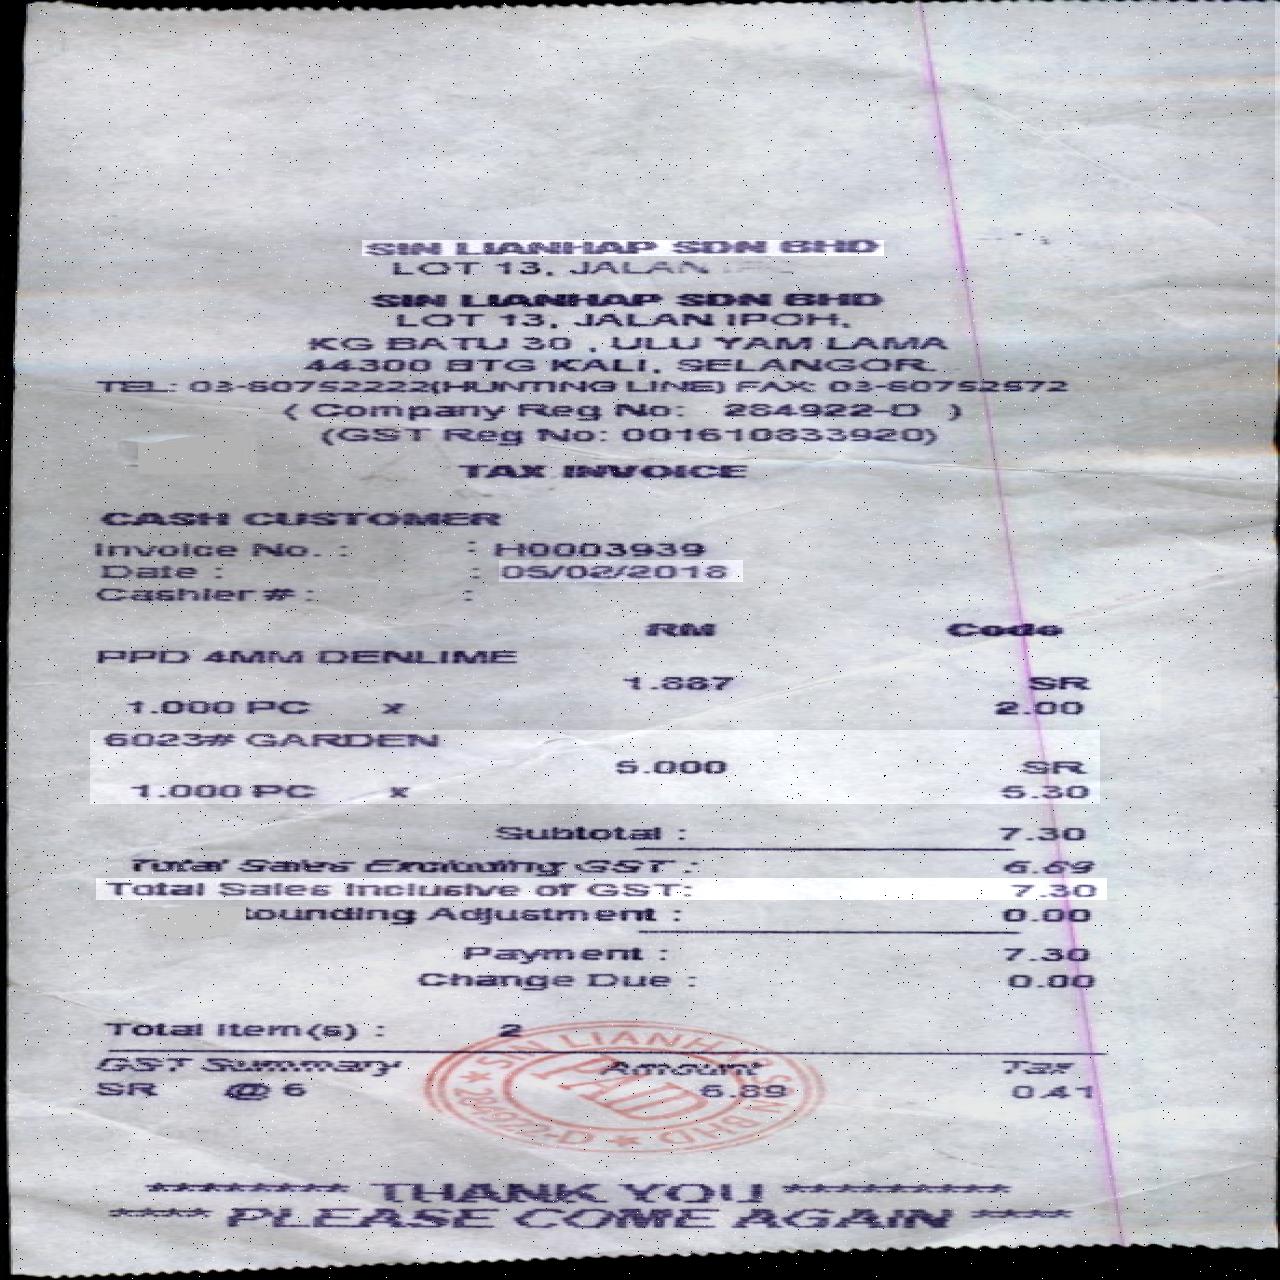 SIN LIANHAP SDN BHD
LOT 13, JALAN
SIN LIANHAP SDN BHD
LOT 13, JALAN IPOH,
KG BATU 30 , ULU YAM LAMA
44300 BTG KALI, SELANGOR.
TEL: 03-60752222(HUNTING LINE) FAX: 03-60752572
( Company Reg No: 284922-D )
(GST Reg No: 001610833920)
TAX INVOICE
CASH CUSTOMER
Invoice No. : : H0003939
Date : : 05/02/2018
Cashier # : :
RM Code
PPD 4MM DENLIME
1.887 SR
1.000 PC x 2.00
6023# GARDEN
5.000 SR
1.000 PC x 5.30
Subtotal : 7.30
Total Sales Excluding GST : 6.89
Total Sales Inclusive of GST: 7.30
ounding Adjustment : 0.00
Payment : 7.30
Change Due : 0.00
Total Item(s) : 2
GST Summary Amount Tax
SR @ 6 6.89 0.41
SIN LIANHAP SDN BHD
PAID
********* THANK YOU **********
**** PLEASE COME AGAIN ****